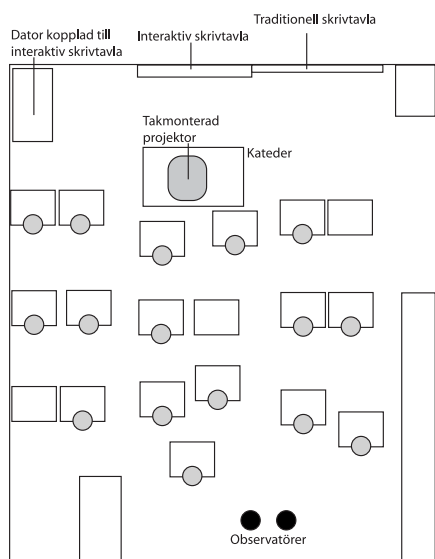 Dator kopplad till
interaktiv skrivtavla
Interaktiv skrivtavla
Traditionell skrivtavla
Takmonterad
projektor
Kateder
Observatörer